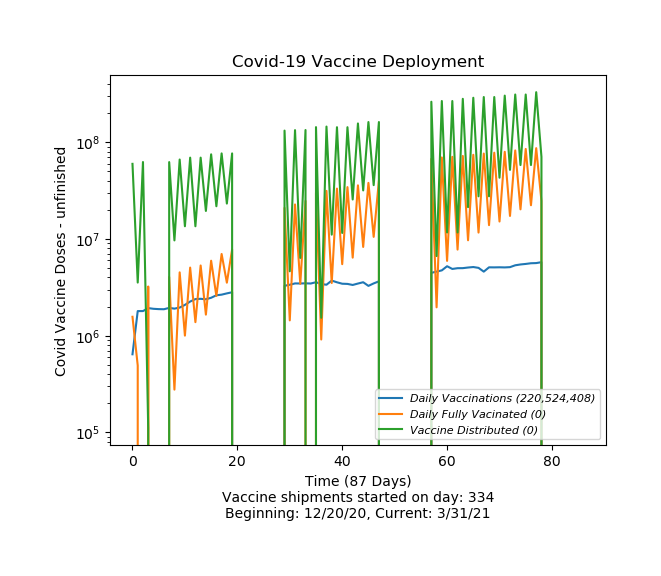 Covid-19 Vaccine Deployment
Covid Vaccine Doses - unfinished
10^8
10^7
10^6
10^5
0 20 40 60 80
Daily Vaccinations (220,524,408)
Daily Fully Vacinated (0)
Vaccine Distributed (0)
Time (87 Days)
Vaccine shipments started on day: 334
Beginning: 12/20/20, Current: 3/31/21